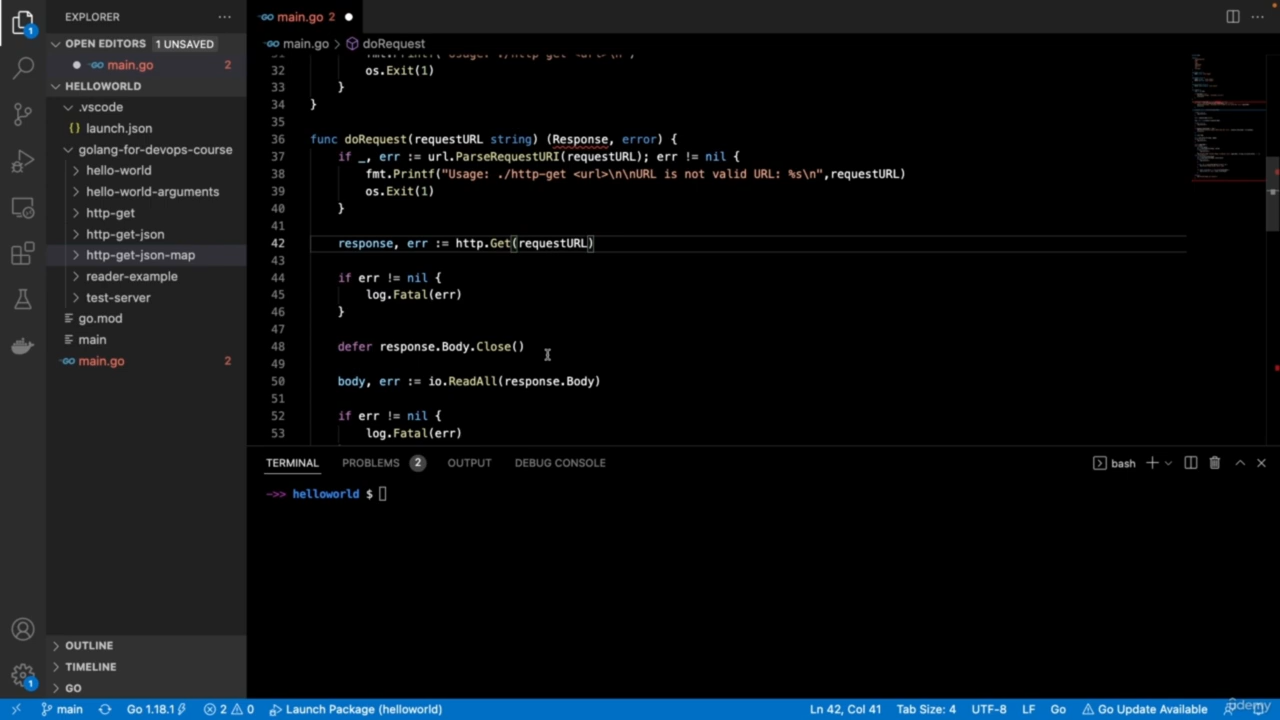 EXPLORER
main.go 2
OPEN EDITORS 1 UNSAVED
main.go 2
main.go > doRequest
HELLOWORLD
.vscode
{} launch.json
golang-for-devops-course
hello-world
hello-world-arguments
http-get
http-get-json
http-get-json-map
reader-example
test-server
go.mod
main
main.go 2
OUTLINE
TIMELINE
GO
32 os.Exit(1)
33 }
34 }
35
36 func doRequest(requestURL string) (Response, error) {
37 if _, err := url.ParseRequestURI(requestURL); err != nil {
38 fmt.Printf("Usage: ./http-get <url>\n\nURL is not valid URL: %s\n",requestURL)
39 os.Exit(1)
40 }
41
42 response, err := http.Get(requestURL)
43
44 if err != nil {
45 log.Fatal(err)
46 }
47
48 defer response.Body.Close()
49
50 body, err := io.ReadAll(response.Body)
51
52 if err != nil {
53 log.Fatal(err)
TERMINAL PROBLEMS 2 OUTPUT DEBUG CONSOLE bash
->> helloworld $
1
1
main Go 1.18.1 2 0 Launch Package (helloworld) Ln 42, Col 41 Tab Size: 4 UTF-8 LF Go Go Update Available
udemy